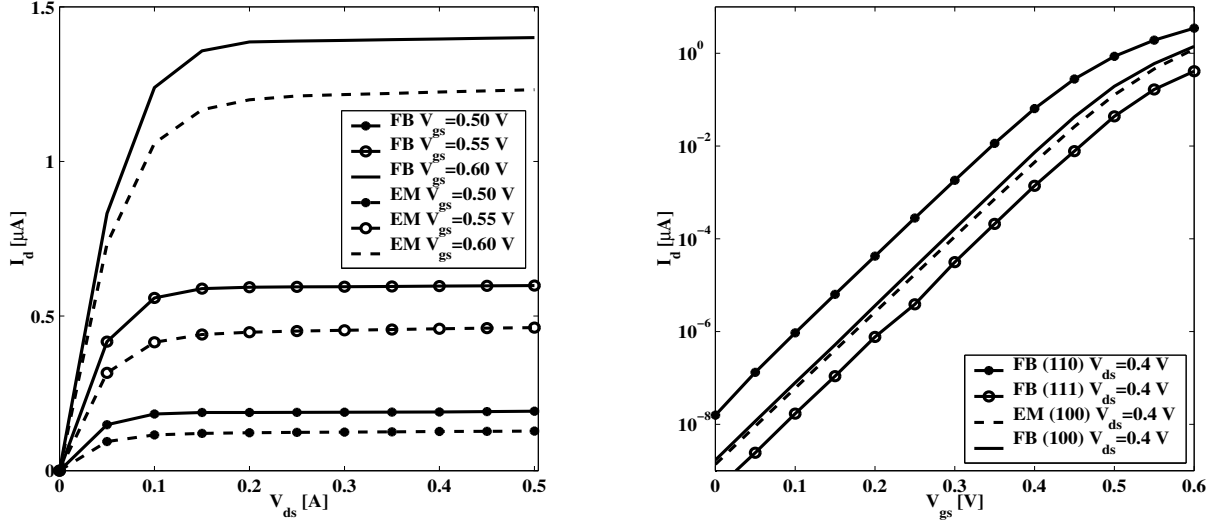 1.5
1
0.5
0
I_d [μA]
0 0.1 0.2 0.3 0.4 0.5
V_ds [A]
FB V_gs=0.50 V
FB V_gs=0.55 V
FB V_gs=0.60 V
EM V_gs=0.50 V
EM V_gs=0.55 V
EM V_gs=0.60 V
10^0
10^-2
10^-4
10^-6
10^-8
I_d [μA]
0 0.1 0.2 0.3 0.4 0.5 0.6
V_gs [V]
FB (110) V_ds=0.4 V
FB (111) V_ds=0.4 V
EM (100) V_ds=0.4 V
FB (100) V_ds=0.4 V